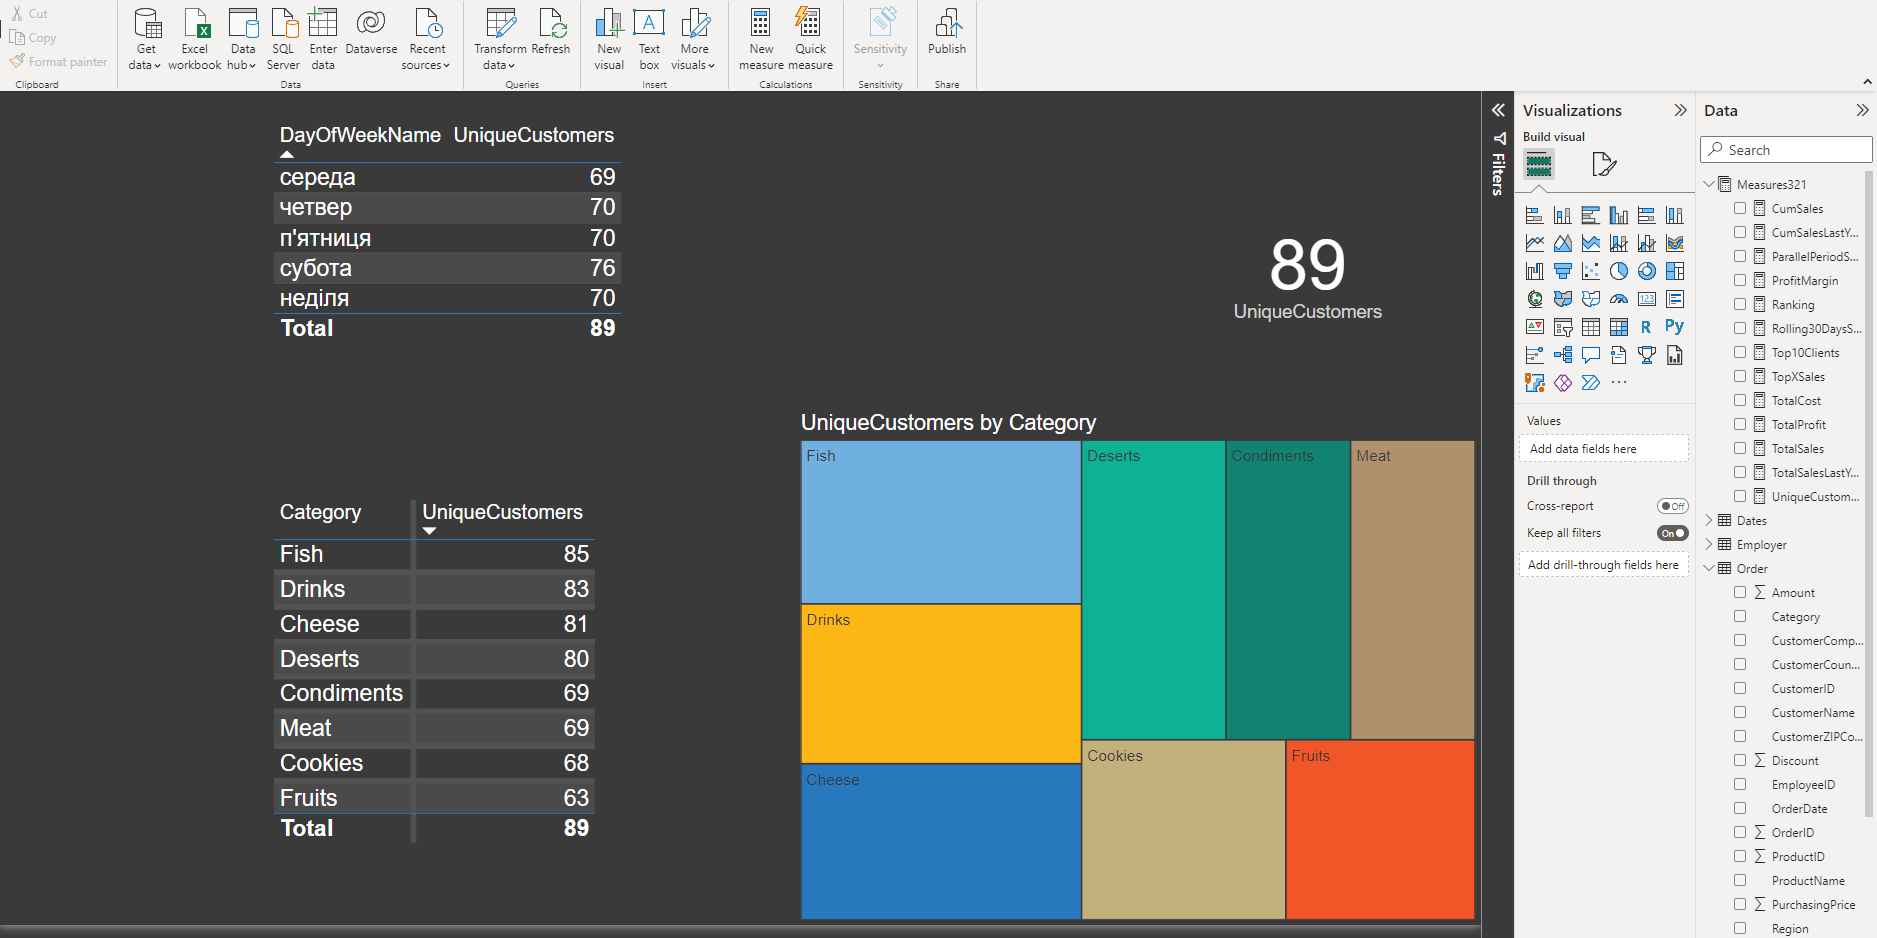 Cut
Copy
Format painter
Clipboard
Get data
Excel workbook
Data hub
SQL Server
Enter data
Dataverse
Recent sources
Data
Transform data
Refresh
Queries
New visual
Text box
More visuals
Insert
New measure
Quick measure
Calculations
Sensitivity
Sensitivity
Publish
Share
DayOfWeekName UniqueCustomers
середа 69
четвер 70
п'ятниця 70
субота 76
неділя 70
Total 89
89
UniqueCustomers
Category UniqueCustomers
Fish 85
Drinks 83
Cheese 81
Deserts 80
Condiments 69
Meat 69
Cookies 68
Fruits 63
Total 89
UniqueCustomers by Category
Fish
Deserts
Condiments
Meat
Drinks
Cheese
Cookies
Fruits
Filters
Visualizations
Build visual
123
R
Py
Values
Add data fields here
Drill through
Cross-report Off
Keep all filters On
Add drill-through fields here
Data
Search
Measures321
CumSales
CumSalesLastY...
ParallelPeriodS...
ProfitMargin
Ranking
Rolling30DaysS...
Top10Clients
TopXSales
TotalCost
TotalProfit
TotalSales
TotalSalesLastY...
UniqueCustom...
Dates
Employer
Order
Amount
Category
CustomerComp...
CustomerCoun...
CustomerID
CustomerName
CustomerZIPCo...
Discount
EmployeeID
OrderDate
OrderID
ProductID
ProductName
PurchasingPrice
Region